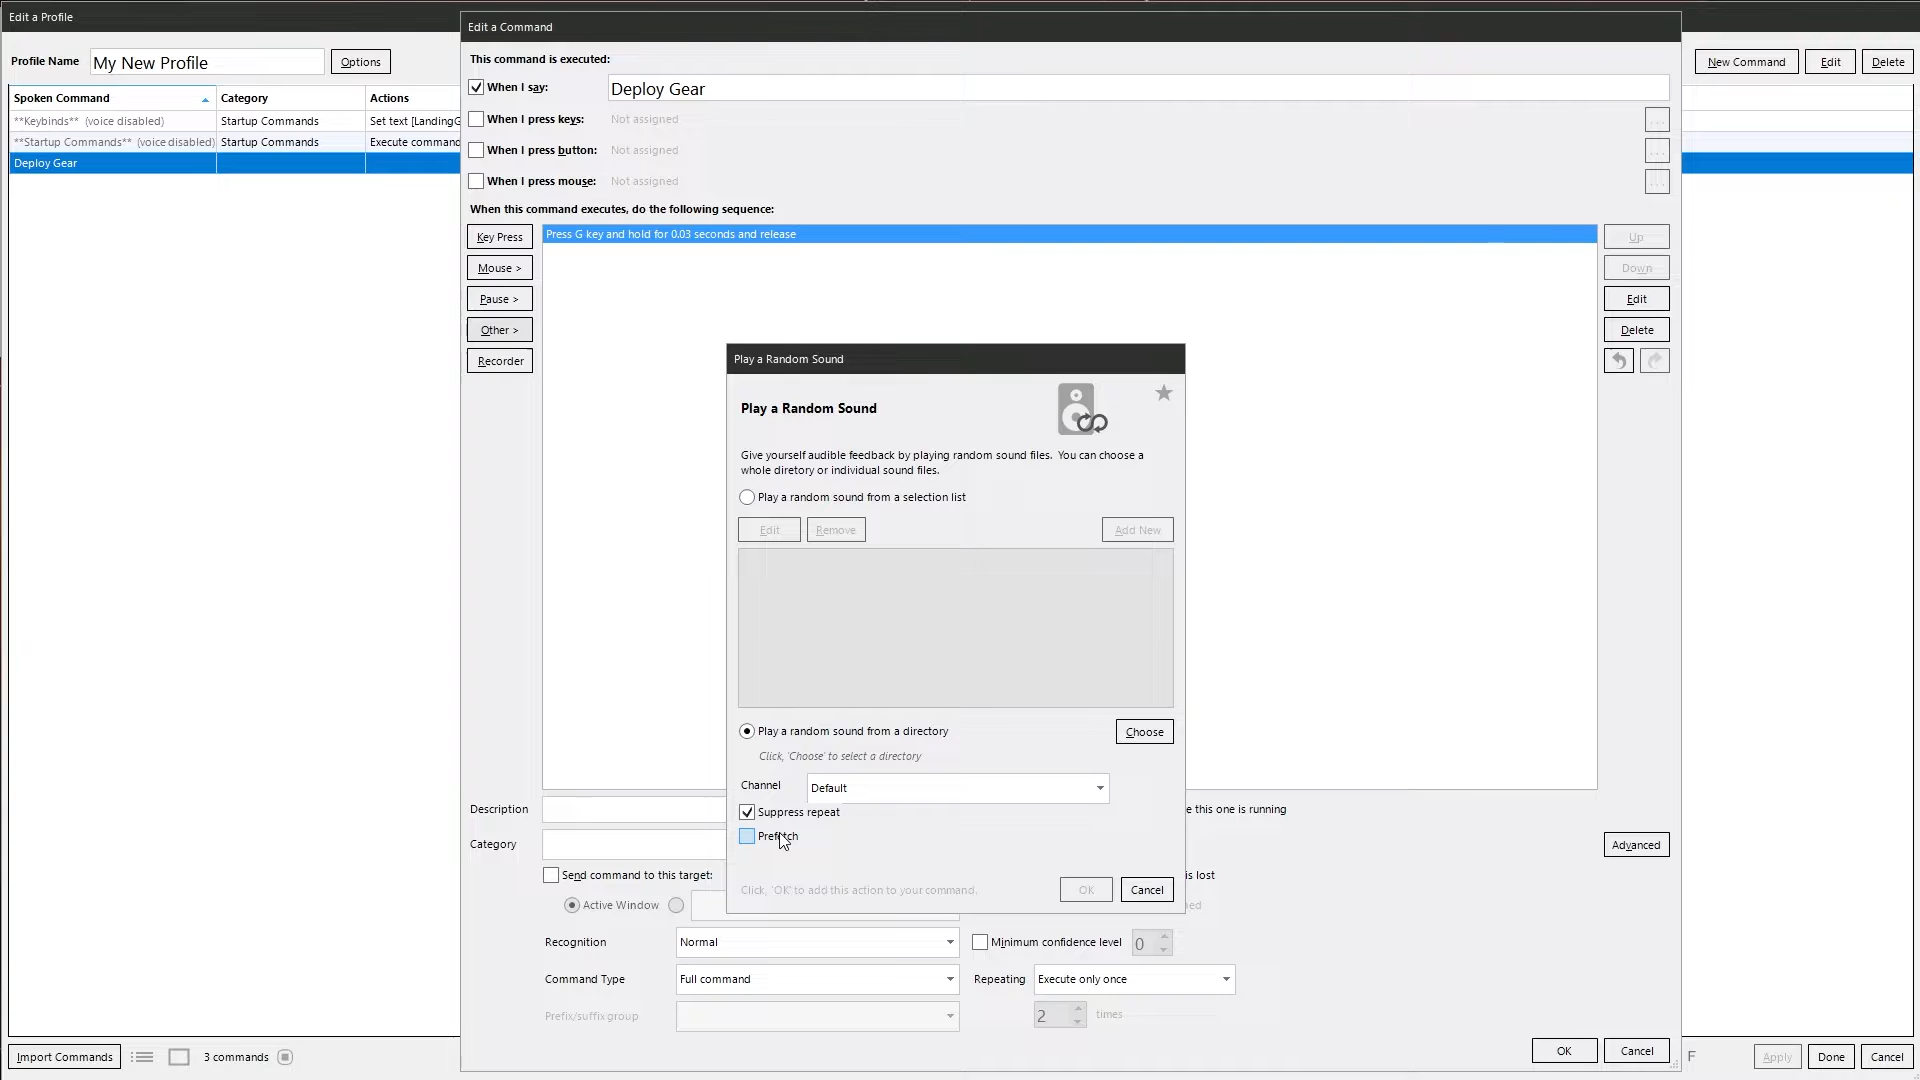 Edit a Profile
Profile Name
My New Profile
Options
Spoken Command
Category
Actions
**Keybinds** (voice disabled)
Startup Commands
Set text [LandingG
**Startup Commands** (voice disabled)
Startup Commands
Execute command
Deploy Gear
Edit a Command
This command is executed:
When I say:
Deploy Gear
When I press keys:
Not assigned
...
When I press button:
Not assigned
...
When I press mouse:
Not assigned
...
When this command executes, do the following sequence:
Key Press
Mouse >
Pause >
Other >
Recorder
Press G key and hold for 0.03 seconds and release
Up
Down
Edit
Delete
New Command
Edit
Delete
Play a Random Sound
Play a Random Sound
Give yourself audible feedback by playing random sound files. You can choose a
whole diretory or individual sound files.
Play a random sound from a selection list
Edit
Remove
Add New
Play a random sound from a directory
Choose
Click, 'Choose' to select a directory
Channel
Default
Suppress repeat
Prefetch
Click, 'OK' to add this action to your command.
OK
Cancel
Description
e this one is running
Category
Advanced
Send command to this target:
is lost
Active Window
sed
Recognition
Normal
Minimum confidence level
0
Command Type
Full command
Repeating
Execute only once
Prefix/suffix group
2
times
OK
Cancel
Import Commands
3 commands
F
Apply
Done
Cancel